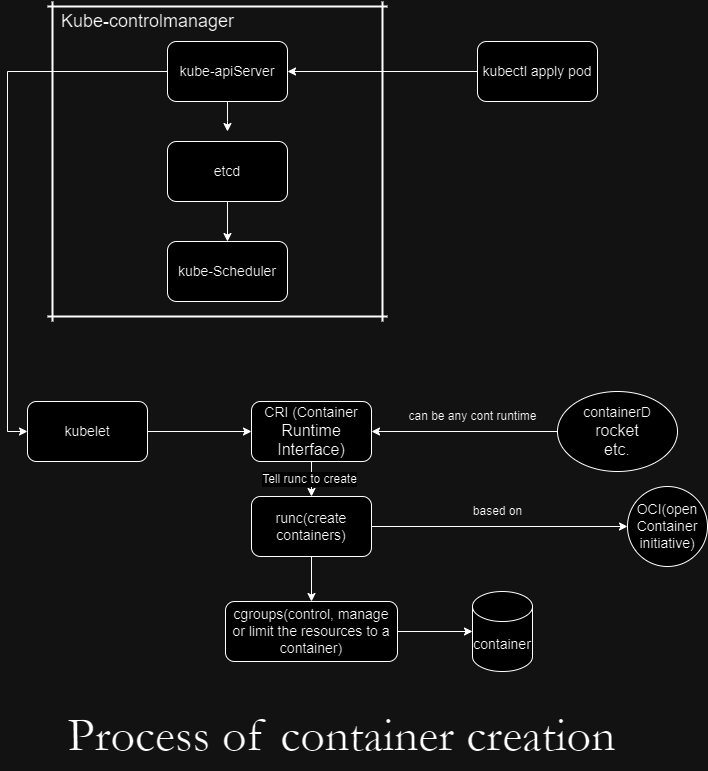 Kube-controlmanager
kube-apiServer
kubectl apply pod
etcd
kube-Scheduler
kubelet
CRI (Container
Runtime
Interface)
can be any cont runtime
containerD
rocket
etc.
Tell runc to create
runc(create
containers)
based on
OCI(open
Container
initiative)
cgroups(control, manage
or limit the resources to a
container)
container
Process of container creation